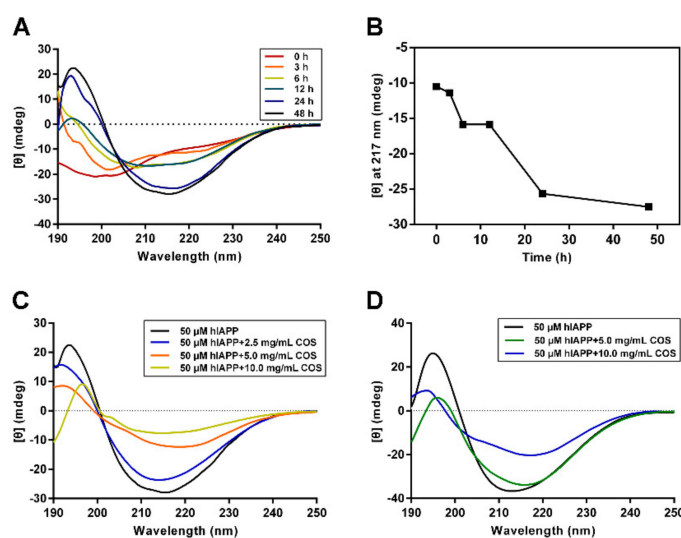 A
30
20
10
0
-10
-20
-30
-40
190 200 210 220 230 240 250
Wavelength (nm)
[θ] (mdeg)
0 h
3 h
6 h
12 h
24 h
48 h
B
-5
-10
-15
-20
-25
-30
0 10 20 30 40 50
Time (h)
[θ] at 217 nm (mdeg)
C
30
20
10
0
-10
-20
-30
190 200 210 220 230 240 250
Wavelength (nm)
[θ] (mdeg)
50 μM hIAPP
50 μM hIAPP+2.5 mg/mL COS
50 μM hIAPP+5.0 mg/mL COS
50 μM hIAPP+10.0 mg/mL COS
D
40
20
0
-20
-40
190 200 210 220 230 240 250
Wavelength (nm)
[θ] (mdeg)
50 μM hIAPP
50 μM hIAPP+5.0 mg/mL COS
50 μM hIAPP+10.0 mg/mL COS